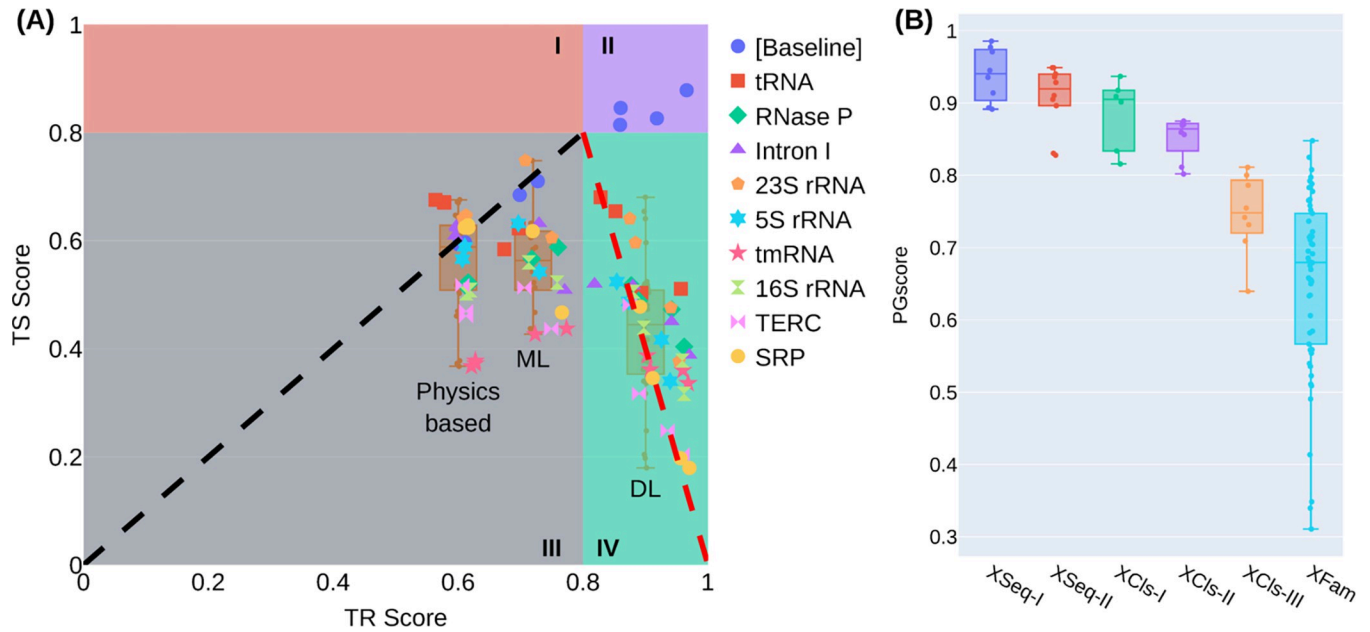 (A)
1
0.8
0.6
0.4
0.2
0
TS Score
0
0.2
0.4
0.6
0.8
1
TR Score
I
II
III
IV
Physics
based
ML
DL
[Baseline]
tRNA
RNase P
Intron I
23S rRNA
5S rRNA
tmRNA
16S rRNA
TERC
SRP
(B)
1
0.9
0.8
0.7
0.6
0.5
0.4
0.3
PGscore
XSeq-I
XSeq-II
XCls-I
XCls-II
XCls-III
XFam